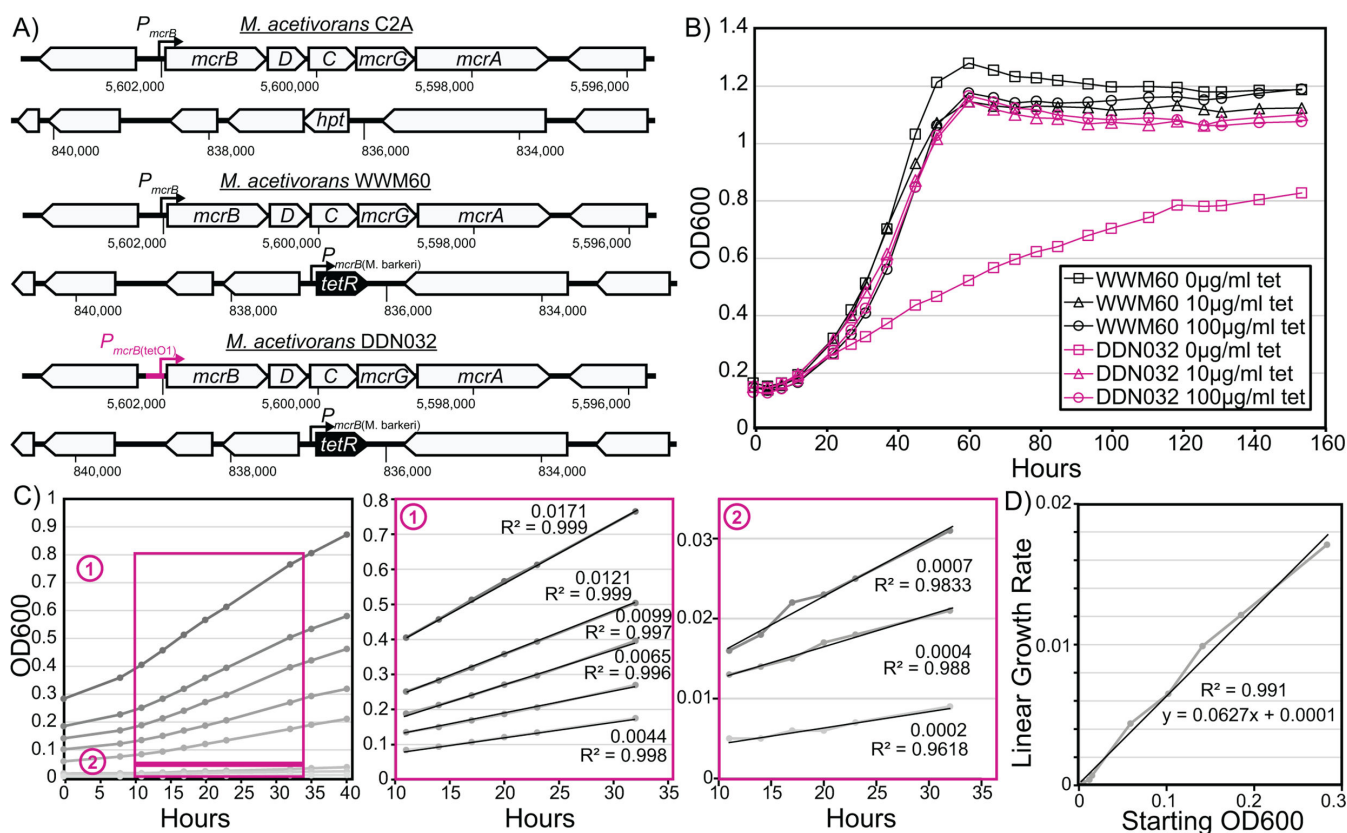 A)
M. acetivorans C2A
PmcrB
mcrB D C mcrG mcrA
5,602,000 5,600,000 5,598,000 5,596,000
hpt
840,000 838,000 836,000 834,000
M. acetivorans WWM60
PmcrB
mcrB D C mcrG mcrA
5,602,000 5,600,000 5,598,000 5,596,000
PmcrB(M. barkeri)
tetR
840,000 838,000 836,000 834,000
M. acetivorans DDN032
PmcrB(tetO1)
mcrB D C mcrG mcrA
5,602,000 5,600,000 5,598,000 5,596,000
PmcrB(M. barkeri)
tetR
840,000 838,000 836,000 834,000
B)
OD600
1.4
1.2
1
0.8
0.6
0.4
0.2
0
0 20 40 60 80 100 120 140 160
Hours
WWM60 0µg/ml tet
WWM60 10µg/ml tet
WWM60 100µg/ml tet
DDN032 0µg/ml tet
DDN032 10µg/ml tet
DDN032 100µg/ml tet
C)
OD600
1
0.9
0.8
0.7
0.6
0.5
0.4
0.3
0.2
0.1
0
1
2
0 5 10 15 20 25 30 35 40
Hours
1
0.8
0.7
0.6
0.5
0.4
0.3
0.2
0.1
0
0.0171
R² = 0.999
0.0121
R² = 0.999
0.0099
R² = 0.997
0.0065
R² = 0.996
0.0044
R² = 0.998
10 15 20 25 30 35
Hours
2
0.03
0.02
0.01
0
0.0007
R² = 0.9833
0.0004
R² = 0.988
0.0002
R² = 0.9618
10 15 20 25 30 35
Hours
D)
Linear Growth Rate
0.02
0.01
0
R² = 0.991
y = 0.0627x + 0.0001
0 0.1 0.2 0.3
Starting OD600